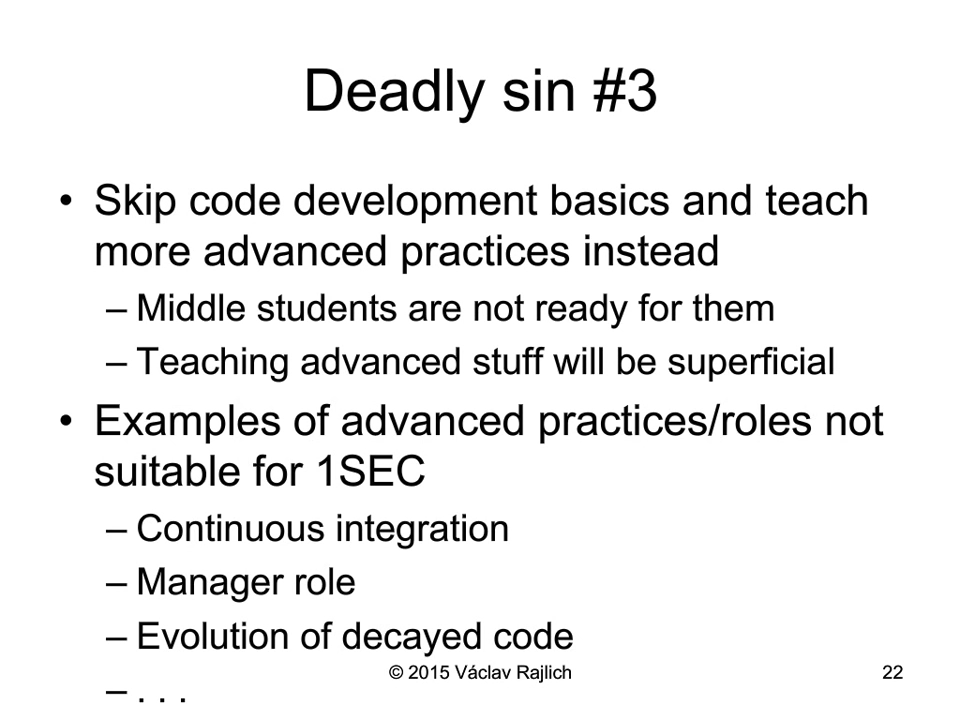 Deadly sin #3
• Skip code development basics and teach
more advanced practices instead
– Middle students are not ready for them
– Teaching advanced stuff will be superficial
• Examples of advanced practices/roles not
suitable for 1SEC
– Continuous integration
– Manager role
– Evolution of decayed code
– . . .
© 2015 Václav Rajlich
22